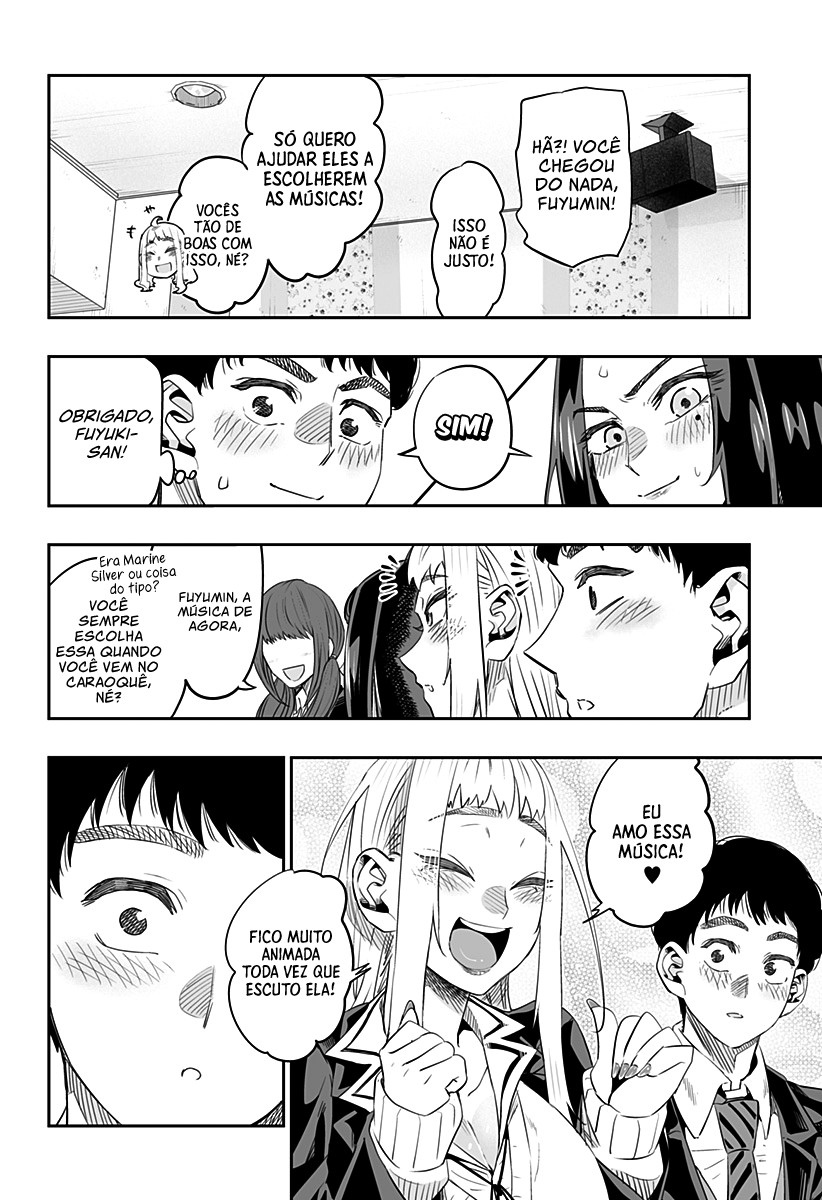 HÃ?! VOCÊ
CHEGOU
DO NADA,
FUYUMIN!
ISSO
NÃO É
JUSTO!
SÓ QUERO
AJUDAR ELES A
ESCOLHEREM
AS MÚSICAS!
VOCÊS
TÃO DE
BOAS COM
ISSO, NÉ?
SIM!
OBRIGADO,
FUYUKI-
SAN!
FUYUMIN, A
MÚSICA DE
AGORA,
Era Marine
Silver ou coisa
do tipo?
VOCÊ
SEMPRE
ESCOLHA
ESSA QUANDO
VOCÊ VEM NO
CARAOQUÊ,
NÉ?
EU
AMO ESSA
MÚSICA!
♥
FICO MUITO
ANIMADA
TODA VEZ QUE
ESCUTO ELA!